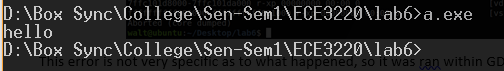 D:\Box Sync\College\Sen-Sem1\ECE3220\lab6>a.exe
hello
D:\Box Sync\College\Sen-Sem1\ECE3220\lab6>
This error is not very specific as to what happened, so it was ran within G